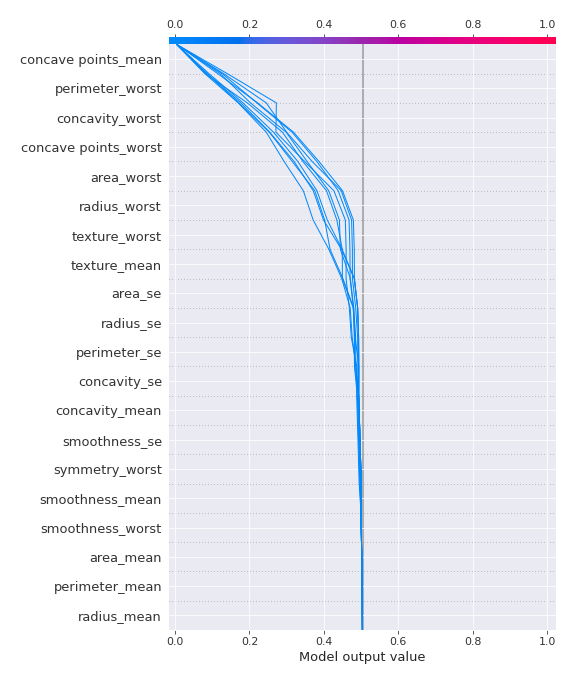 0.0 0.2 0.4 0.6 0.8 1.0
concave points_mean
perimeter_worst
concavity_worst
concave points_worst
area_worst
radius_worst
texture_worst
texture_mean
area_se
radius_se
perimeter_se
concavity_se
concavity_mean
smoothness_se
symmetry_worst
smoothness_mean
smoothness_worst
area_mean
perimeter_mean
radius_mean
0.0 0.2 0.4 0.6 0.8 1.0
Model output value